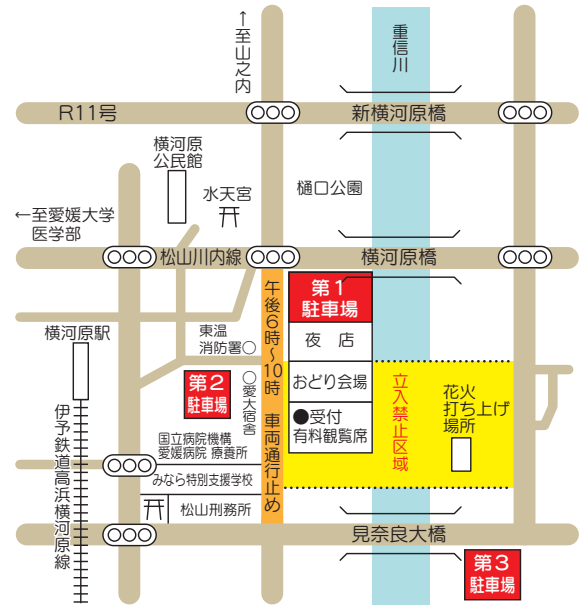 ↑至山之内
重信川
R11号
新横河原橋
横河原
公民館
水天宮
樋口公園
←至愛媛大学
医学部
松山川内線
横河原橋
午後6時〜10時 車両通行止め
第1
駐車場
夜 店
おどり会場
●受付
有料観覧席
立入禁止区域
花火
打ち上げ
場所
横河原駅
東温
消防署○
第2
駐車場
○愛大宿舎
伊予鉄道高浜横河原線
国立病院機構
愛媛病院 療養所
みなら特別支援学校
松山刑務所
見奈良大橋
第3
駐車場